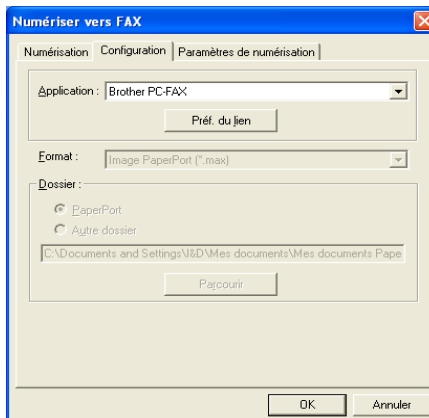 Numériser vers FAX
Numérisation Configuration Paramètres de numérisation
Application : Brother PC-FAX
Préf. du lien
Format : Image PaperPort (*.max)
Dossier :
PaperPort
Autre dossier
C:\Documents and Settings\I&D\Mes documents\Mes documents Pape
Parcourir
OK Annuler